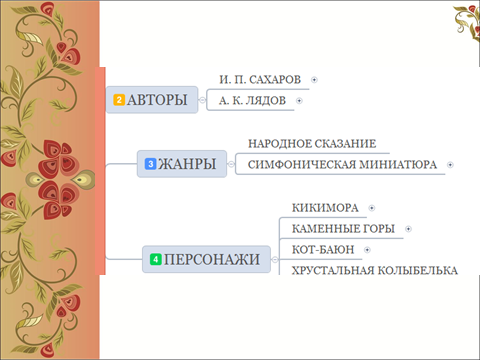 2 АВТОРЫ
И. П. САХАРОВ
А. К. ЛЯДОВ
3 ЖАНРЫ
НАРОДНОЕ СКАЗАНИЕ
СИМФОНИЧЕСКАЯ МИНИАТЮРА
4 ПЕРСОНАЖИ
КИКИМОРА
КАМЕННЫЕ ГОРЫ
КОТ-БАЮН
ХРУСТАЛЬНАЯ КОЛЫБЕЛЬКА